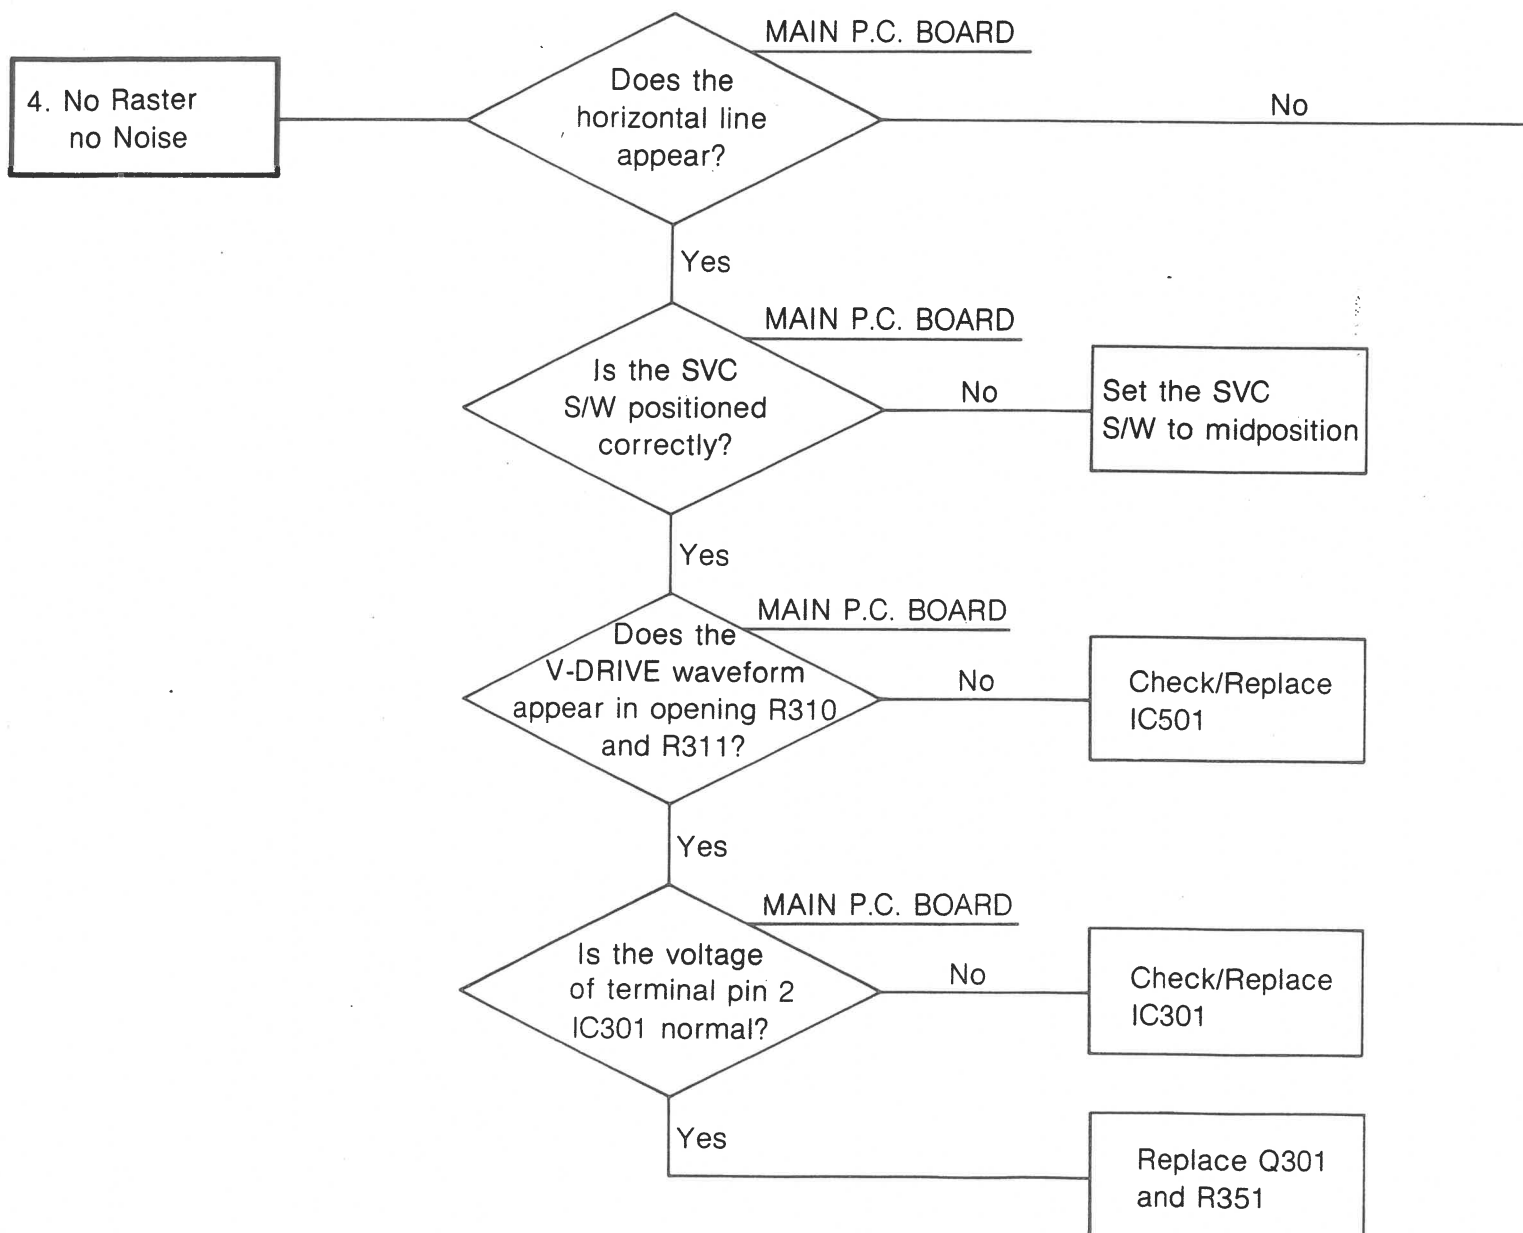 MAIN P.C. BOARD
4. No Raster
no Noise
Does the
horizontal line
appear?
No
Yes
MAIN P.C. BOARD
Is the SVC
S/W positioned
correctly?
No
Set the SVC
S/W to midposition
Yes
MAIN P.C. BOARD
Does the
V-DRIVE waveform
appear in opening R310
and R311?
No
Check/Replace
IC501
Yes
MAIN P.C. BOARD
Is the voltage
of terminal pin 2
IC301 normal?
No
Check/Replace
IC301
Yes
Replace Q301
and R351